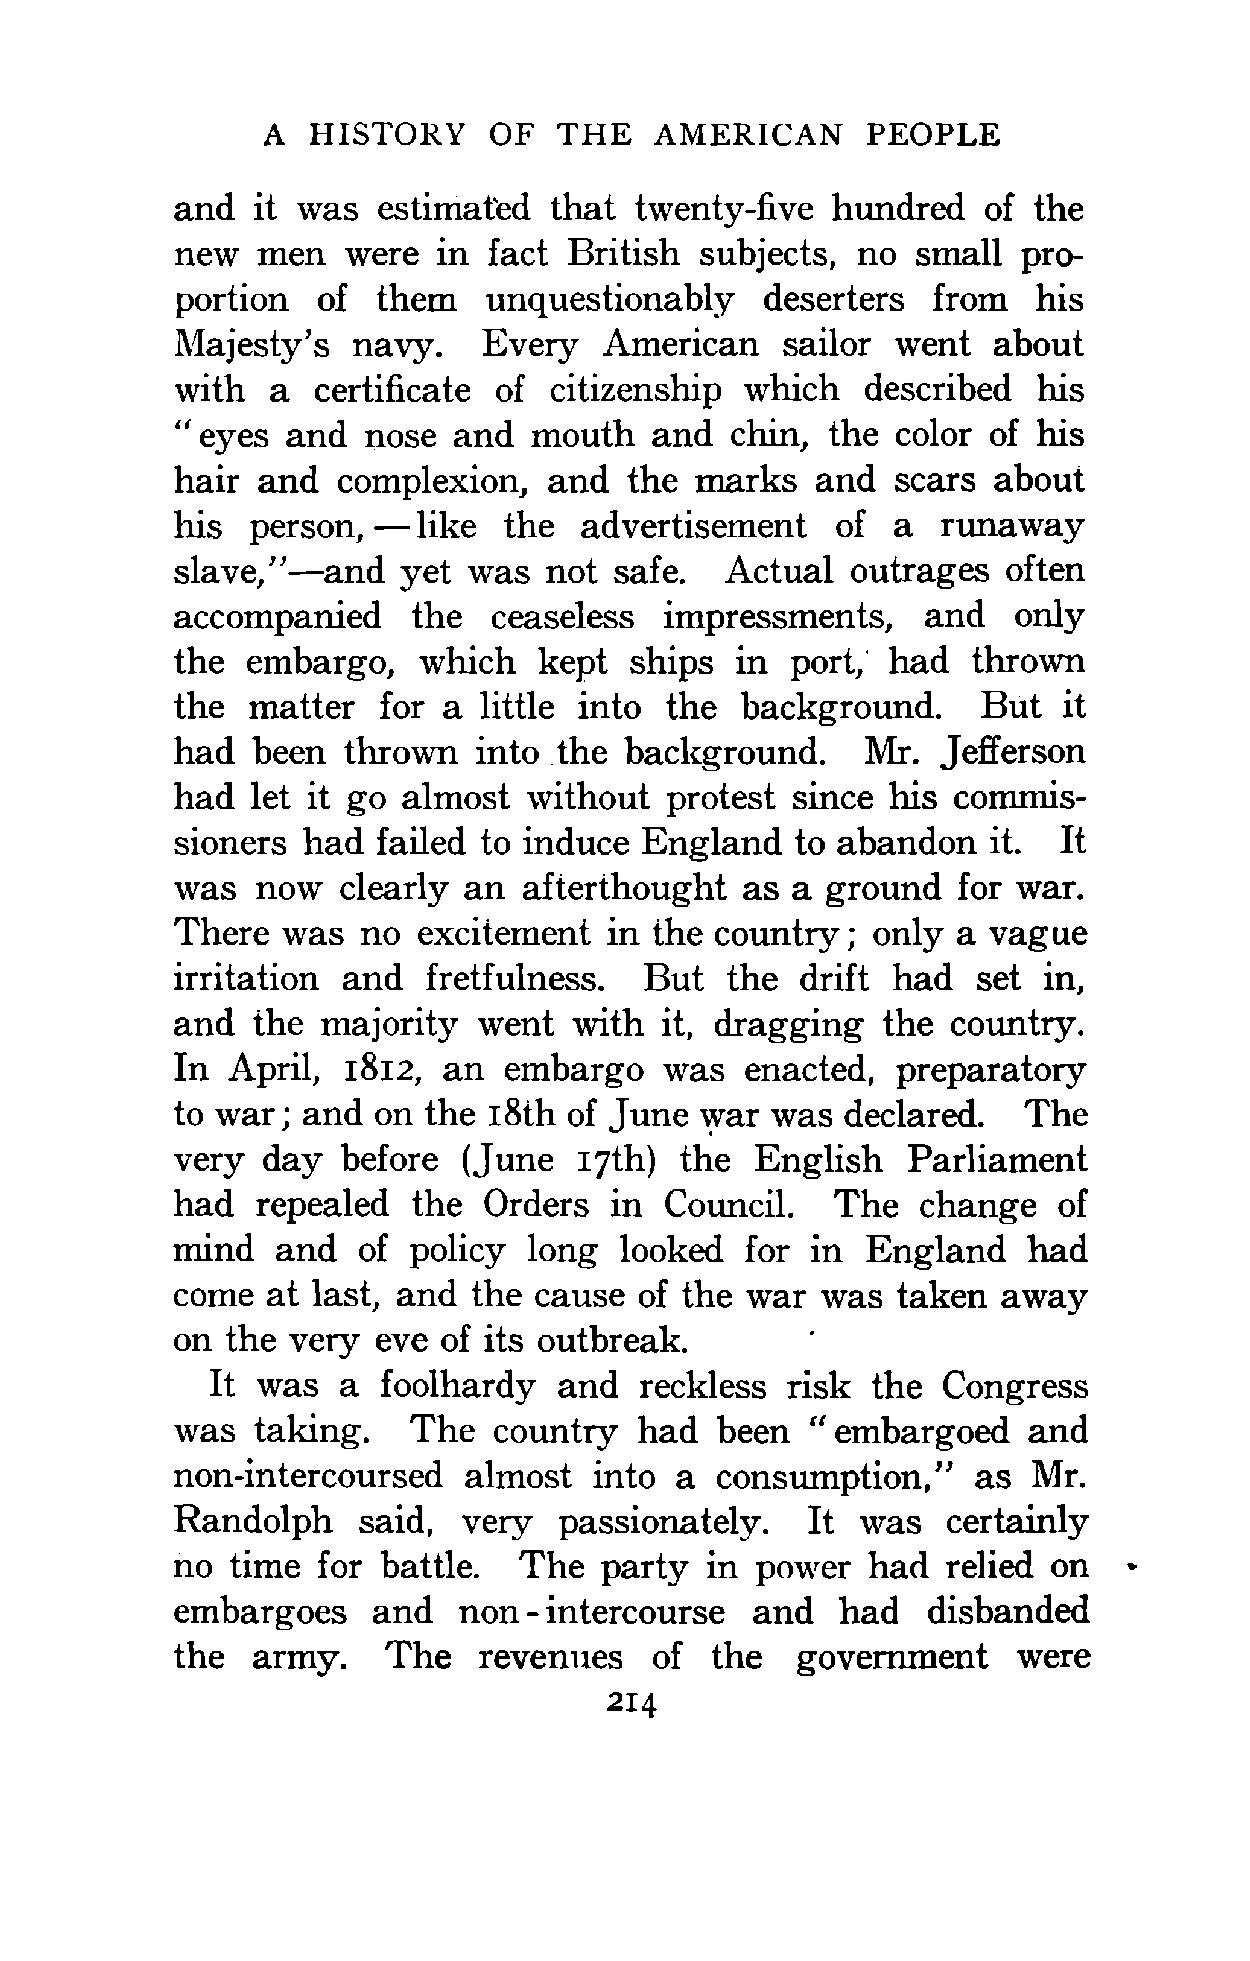 A HISTORY OF THE AMERICAN PEOPLE
and it was estimated that twenty-five hundred of the
new men were in fact British subjects, no small pro-
portion of them unquestionably deserters from his
Majesty's navy. Every American sailor went about
with a certificate of citizenship which described his
"eyes and nose and mouth and chin, the color of his
hair and complexion, and the marks and scars about
his person, — like the advertisement of a runaway
slave,"—and yet was not safe. Actual outrages often
accompanied the ceaseless impressments, and only
the embargo, which kept ships in port, had thrown
the matter for a little into the background. But it
had been thrown into the background. Mr. Jefferson
had let it go almost without protest since his commis-
sioners had failed to induce England to abandon it. It
was now clearly an afterthought as a ground for war.
There was no excitement in the country; only a vague
irritation and fretfulness. But the drift had set in,
and the majority went with it, dragging the country.
In April, 1812, an embargo was enacted, preparatory
to war; and on the 18th of June war was declared. The
very day before (June 17th) the English Parliament
had repealed the Orders in Council. The change of
mind and of policy long looked for in England had
come at last, and the cause of the war was taken away
on the very eve of its outbreak.
It was a foolhardy and reckless risk the Congress
was taking. The country had been "embargoed and
non-intercoursed almost into a consumption," as Mr.
Randolph said, very passionately. It was certainly
no time for battle. The party in power had relied on
embargoes and non-intercourse and had disbanded
the army. The revenues of the government were
214